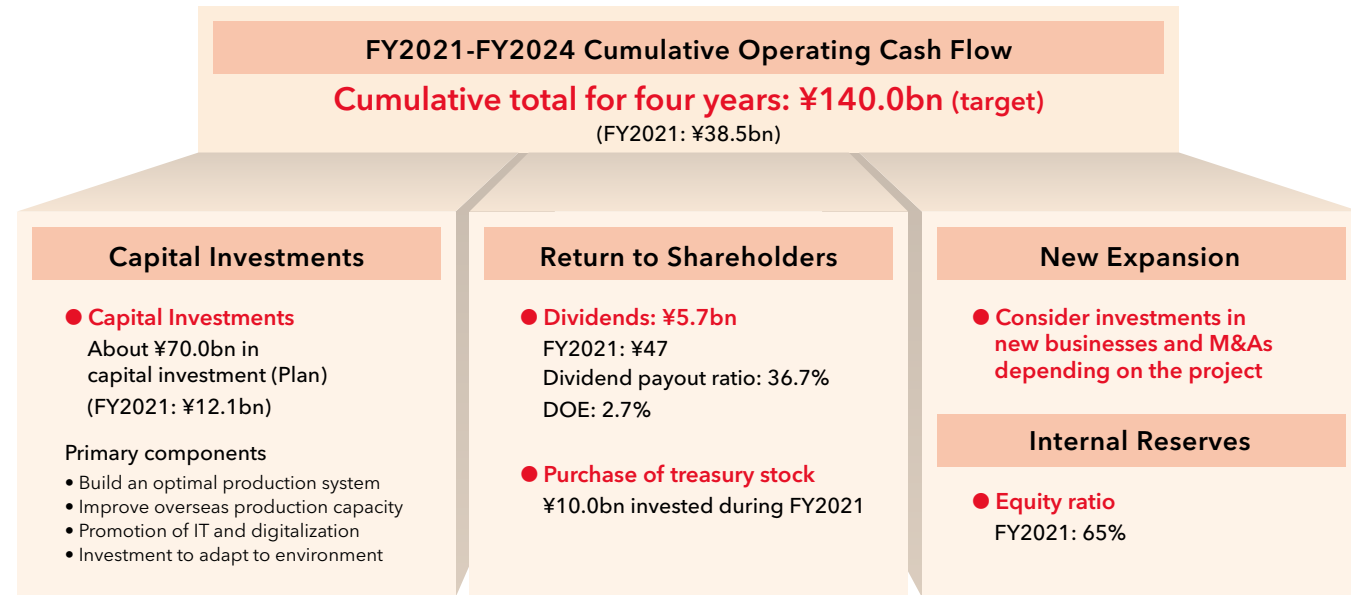 FY2021-FY2024 Cumulative Operating Cash Flow
Cumulative total for four years: ¥140.0bn (target)
(FY2021: ¥38.5bn)
Capital Investments
● Capital Investments
About ¥70.0bn in
capital investment (Plan)
(FY2021: ¥12.1bn)
Primary components
• Build an optimal production system
• Improve overseas production capacity
• Promotion of IT and digitalization
• Investment to adapt to environment
Return to Shareholders
● Dividends: ¥5.7bn
FY2021: ¥47
Dividend payout ratio: 36.7%
DOE: 2.7%
● Purchase of treasury stock
¥10.0bn invested during FY2021
New Expansion
● Consider investments in
new businesses and M&As
depending on the project
Internal Reserves
● Equity ratio
FY2021: 65%